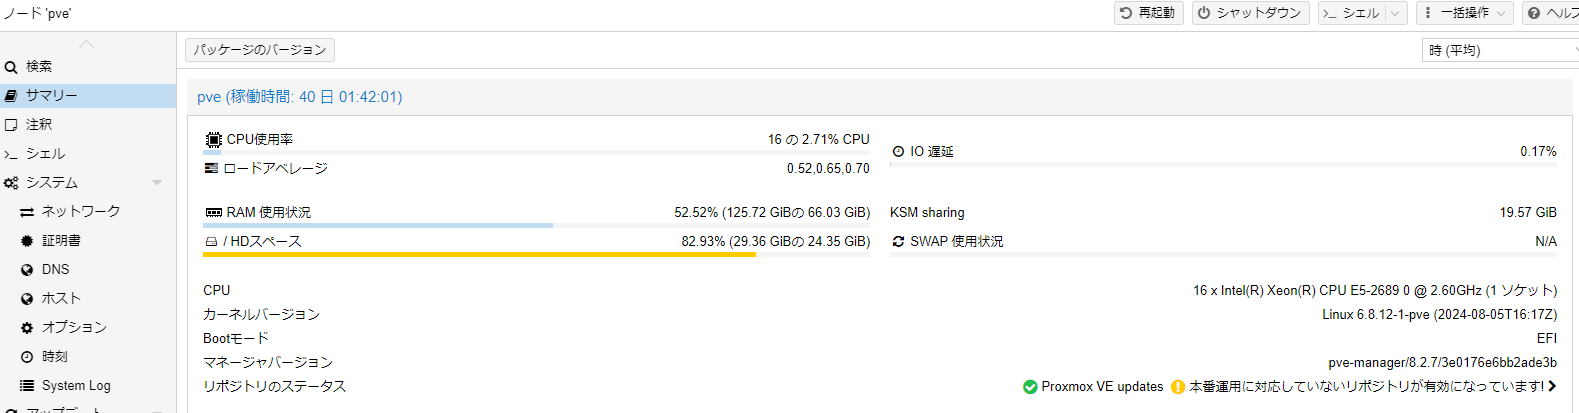 ノード 'pve'
再起動
シャットダウン
シェル
一括操作
ヘルプ
検索
サマリー
注釈
シェル
システム
ネットワーク
証明書
DNS
ホスト
オプション
時刻
System Log
アップデート
パッケージのバージョン
時 (平均)
pve (稼働時間: 40 日 01:42:01)
CPU使用率 16 の 2.71% CPU
ロードアベレージ 0.52,0.65,0.70
IO 遅延 0.17%
RAM 使用状況 52.52% (125.72 GiBの 66.03 GiB)
KSM sharing 19.57 GiB
/ HDスペース 82.93% (29.36 GiBの 24.35 GiB)
SWAP 使用状況 N/A
CPU 16 x Intel(R) Xeon(R) CPU E5-2689 0 @ 2.60GHz (1 ソケット)
カーネルバージョン Linux 6.8.12-1-pve (2024-08-05T16:17Z)
Bootモード EFI
マネージャバージョン pve-manager/8.2.7/3e0176e6bb2ade3b
リポジトリのステータス Proxmox VE updates 本番運用に対応していないリポジトリが有効になっています!